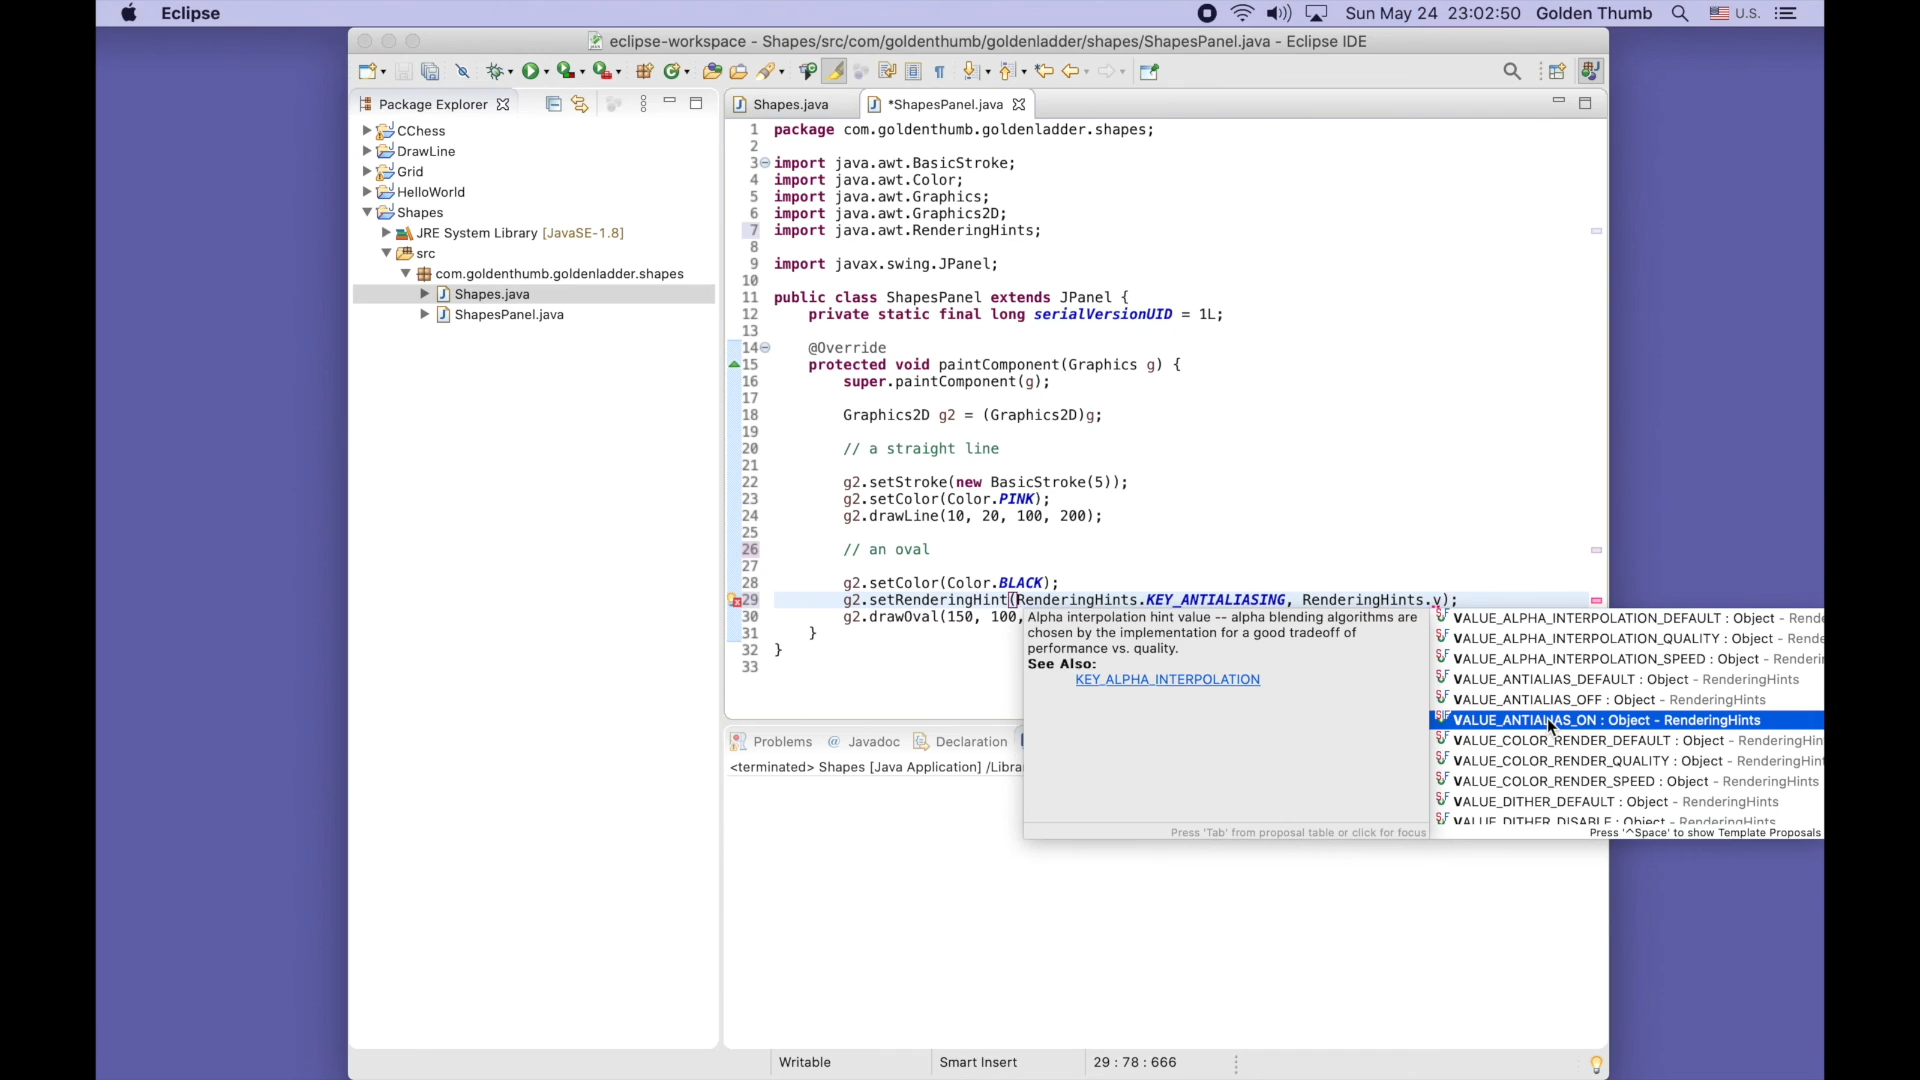 Eclipse
Sun May 24 23:02:50 Golden Thumb U.S.
eclipse-workspace - Shapes/src/com/goldenthumb/goldenladder/shapes/ShapesPanel.java - Eclipse IDE
Package Explorer
CChess
DrawLine
Grid
HelloWorld
Shapes
JRE System Library [JavaSE-1.8]
src
com.goldenthumb.goldenladder.shapes
Shapes.java
ShapesPanel.java
Shapes.java *ShapesPanel.java
1 package com.goldenthumb.goldenladder.shapes;
2
3 import java.awt.BasicStroke;
4 import java.awt.Color;
5 import java.awt.Graphics;
6 import java.awt.Graphics2D;
7 import java.awt.RenderingHints;
8
9 import javax.swing.JPanel;
10
11 public class ShapesPanel extends JPanel {
12 private static final long serialVersionUID = 1L;
13
14 @Override
15 protected void paintComponent(Graphics g) {
16 super.paintComponent(g);
17
18 Graphics2D g2 = (Graphics2D)g;
19
20 // a straight line
21
22 g2.setStroke(new BasicStroke(5));
23 g2.setColor(Color.PINK);
24 g2.drawLine(10, 20, 100, 200);
25
26 // an oval
27
28 g2.setColor(Color.BLACK);
29 g2.setRenderingHint(RenderingHints.KEY_ANTIALIASING, RenderingHints.v);
30 g2.drawOval(150, 100,
31 }
32 }
33
Alpha interpolation hint value -- alpha blending algorithms are
chosen by the implementation for a good tradeoff of
performance vs. quality.
See Also:
KEY_ALPHA_INTERPOLATION
Press 'Tab' from proposal table or click for focus
VALUE_ALPHA_INTERPOLATION_DEFAULT : Object - Rende
VALUE_ALPHA_INTERPOLATION_QUALITY : Object - Rende
VALUE_ALPHA_INTERPOLATION_SPEED : Object - Renderi
VALUE_ANTIALIAS_DEFAULT : Object - RenderingHints
VALUE_ANTIALIAS_OFF : Object - RenderingHints
VALUE_ANTIALIAS_ON : Object - RenderingHints
VALUE_COLOR_RENDER_DEFAULT : Object - RenderingHin
VALUE_COLOR_RENDER_QUALITY : Object - RenderingHint
VALUE_COLOR_RENDER_SPEED : Object - RenderingHints
VALUE_DITHER_DEFAULT : Object - RenderingHints
VALUE_DITHER_DISABLE : Object - RenderingHints
Press '^Space' to show Template Proposals
Problems @ Javadoc Declaration
<terminated> Shapes [Java Application] /Librar
Writable Smart Insert 29 : 78 : 666